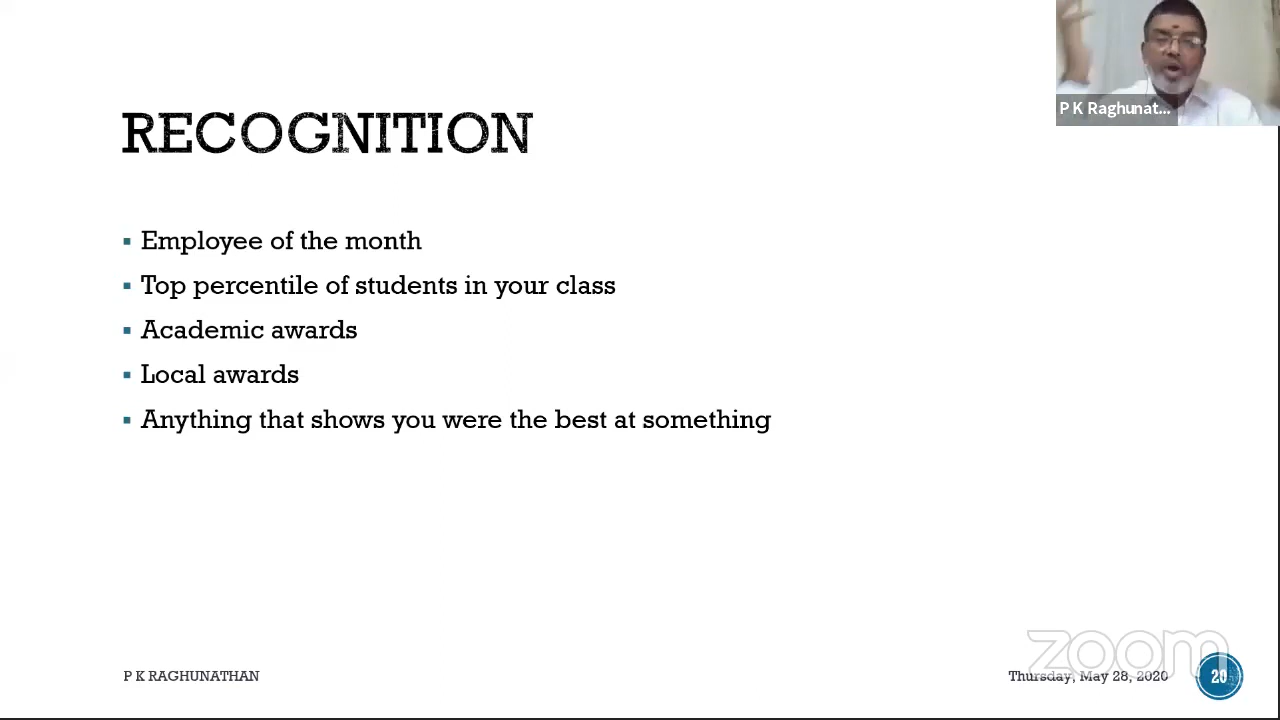 P K Raghunat...
RECOGNITION
Employee of the month
Top percentile of students in your class
Academic awards
Local awards
Anything that shows you were the best at something
zoom
P K RAGHUNATHAN
Thursday, May 28, 2020
20